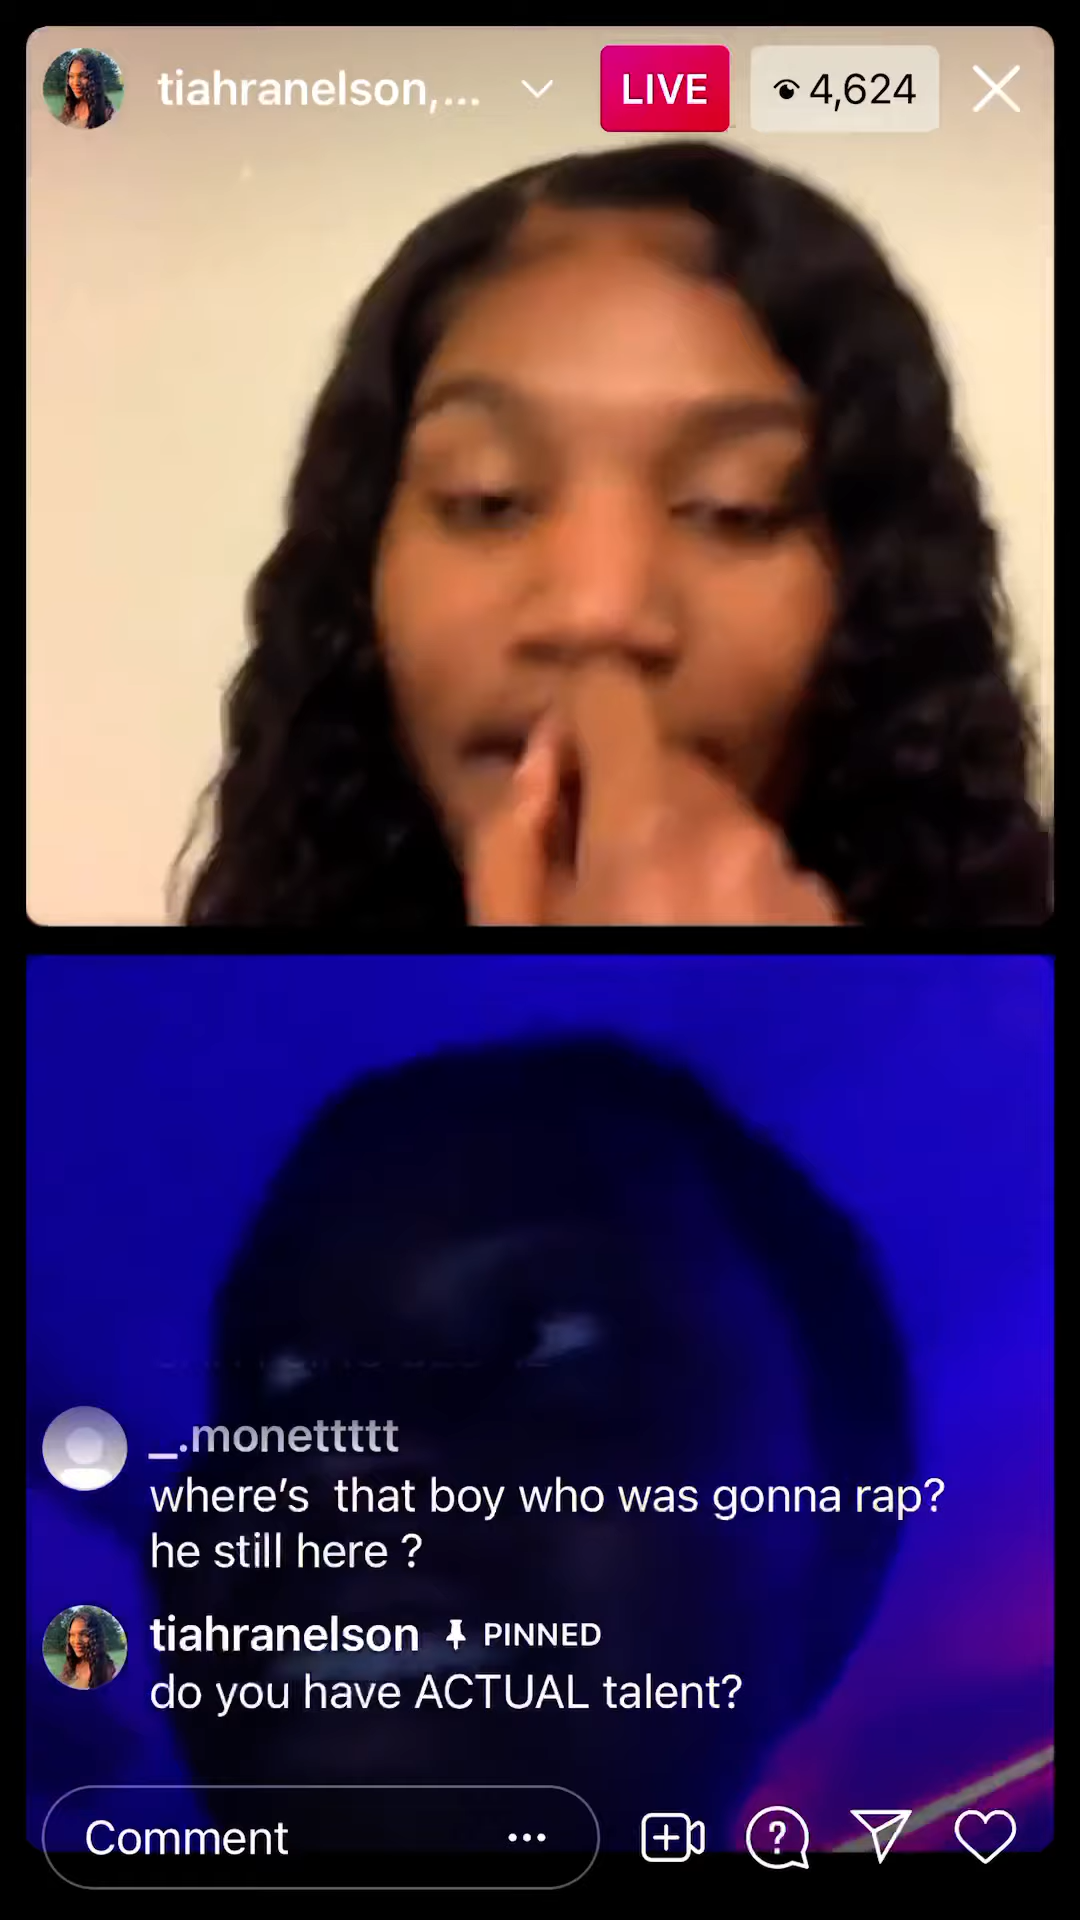 tiahranelson,...
LIVE
4,624
_.monettttt
where's  that boy who was gonna rap?
he still here ?
tiahranelson PINNED
do you have ACTUAL talent?
Comment